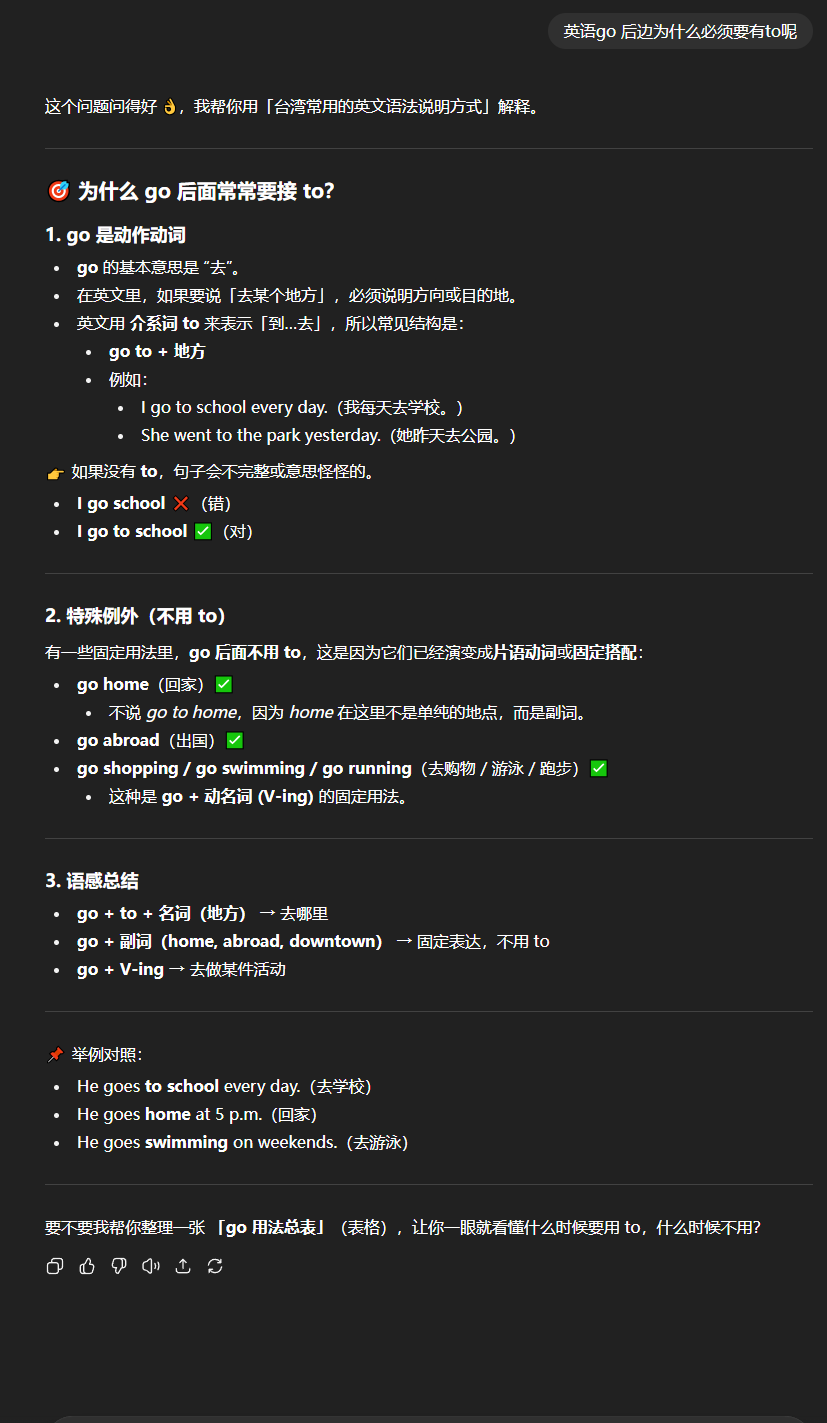 英语go 后边为什么必须要有to呢
这个问题问得好 👌，我帮你用「台湾常用的英文语法说明方式」解释。
🎯 为什么 go 后面常常要接 to？
1. go 是动作动词
• go 的基本意思是 “去”。
• 在英文里，如果要说「去某个地方」，必须说明方向或目的地。
• 英文用 介系词 to 来表示「到…去」，所以常见结构是：
• go to + 地方
• 例如：
• I go to school every day.（我每天去学校。）
• She went to the park yesterday.（她昨天去公园。）
👉 如果没有 to，句子会不完整或意思怪怪的。
• I go school ❌（错）
• I go to school ✅（对）
2. 特殊例外（不用 to）
有一些固定用法里，go 后面不用 to，这是因为它们已经演变成片语动词或固定搭配：
• go home（回家）✅
• 不说 go to home，因为 home 在这里不是单纯的地点，而是副词。
• go abroad（出国）✅
• go shopping / go swimming / go running（去购物 / 游泳 / 跑步）✅
• 这种是 go + 动名词 (V-ing) 的固定用法。
3. 语感总结
• go + to + 名词（地方） → 去哪里
• go + 副词（home, abroad, downtown） → 固定表达，不用 to
• go + V-ing → 去做某件活动
📌 举例对照：
• He goes to school every day.（去学校）
• He goes home at 5 p.m.（回家）
• He goes swimming on weekends.（去游泳）
要不要我帮你整理一张 「go 用法总表」（表格），让你一眼就看懂什么时候要用 to，什么时候不用？